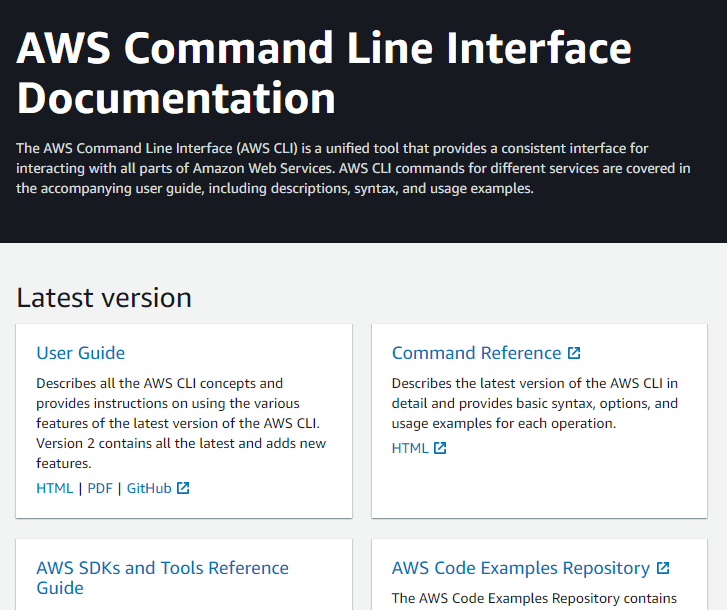 AWS Command Line Interface
Documentation
The AWS Command Line Interface (AWS CLI) is a unified tool that provides a consistent interface for
interacting with all parts of Amazon Web Services. AWS CLI commands for different services are covered in
the accompanying user guide, including descriptions, syntax, and usage examples.
Latest version
User Guide
Describes all the AWS CLI concepts and
provides instructions on using the various
features of the latest version of the AWS CLI.
Version 2 contains all the latest and adds new
features.
HTML | PDF | GitHub
Command Reference
Describes the latest version of the AWS CLI in
detail and provides basic syntax, options, and
usage examples for each operation.
HTML
AWS SDKs and Tools Reference
Guide
AWS Code Examples Repository
The AWS Code Examples Repository contains